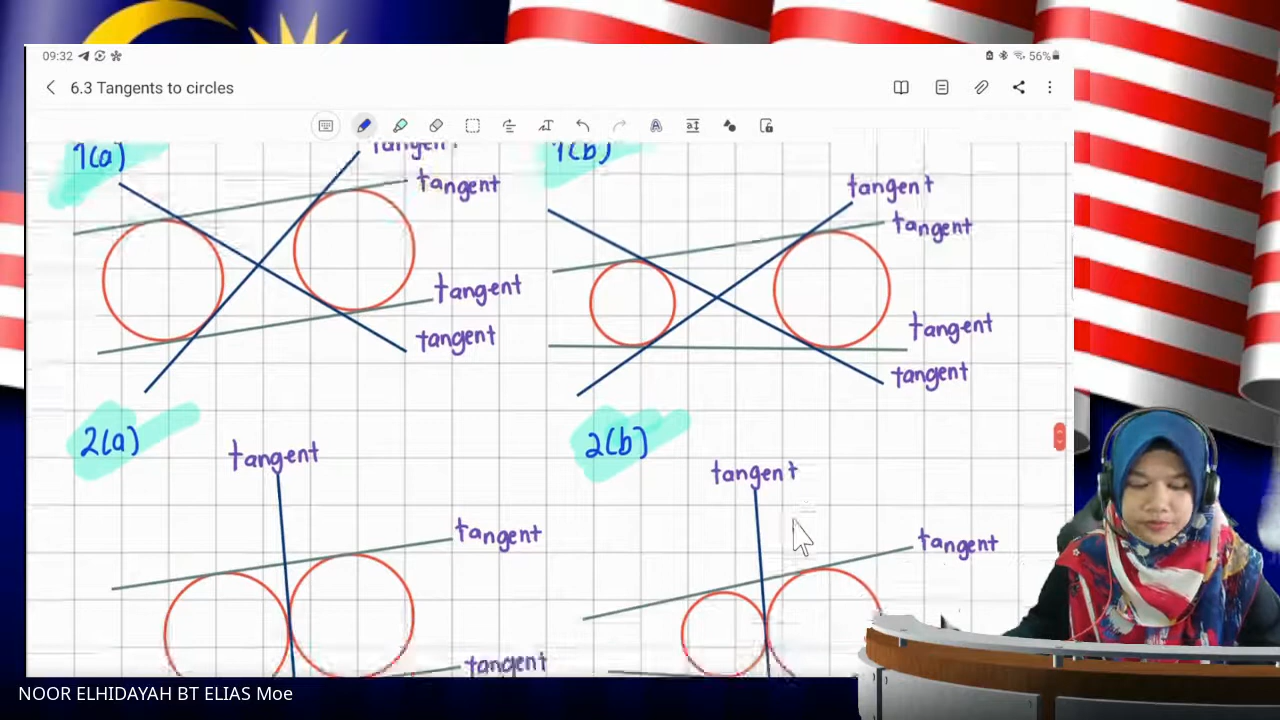 09:32
56%
6.3 Tangents to circles
1(a)
tangent
tangent
tangent
tangent
1(b)
tangent
tangent
tangent
tangent
2(a)
tangent
tangent
tangent
2(b)
tangent
tangent
NOOR ELHIDAYAH BT ELIAS Moe